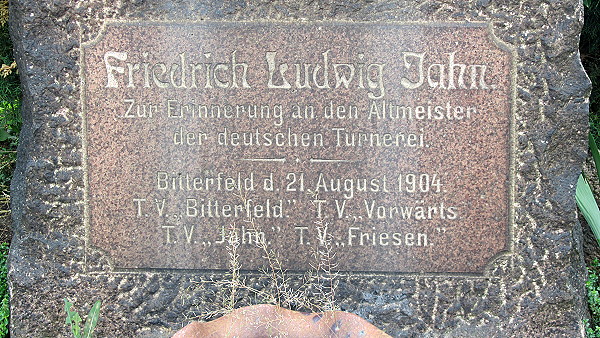 Friedrich Ludwig Jahn.
Zur Erinnerung an den Altmeister
der deutschen Turnerei.
Bitterfeld d. 21. August 1904.
T. V. „Bitterfeld.” T. V. „Vorwärts
T. V. „Jahn.” T. V. „Friesen.”